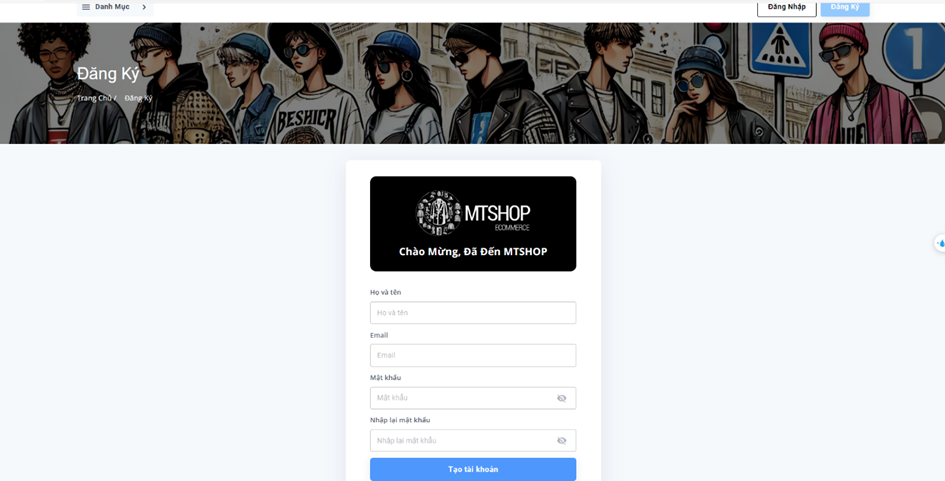 Danh Mục
Đăng Nhập
Đăng Ký
Đăng Ký
Trang Chủ / Đăng Ký
RESHICR
1
MTSHOP
ECOMMERCE
Chào Mừng, Đã Đến MTSHOP
Họ và tên
Họ và tên
Email
Email
Mật khẩu
Mật khẩu
Nhập lại mật khẩu
Nhập lại mật khẩu
Tạo tài khoản